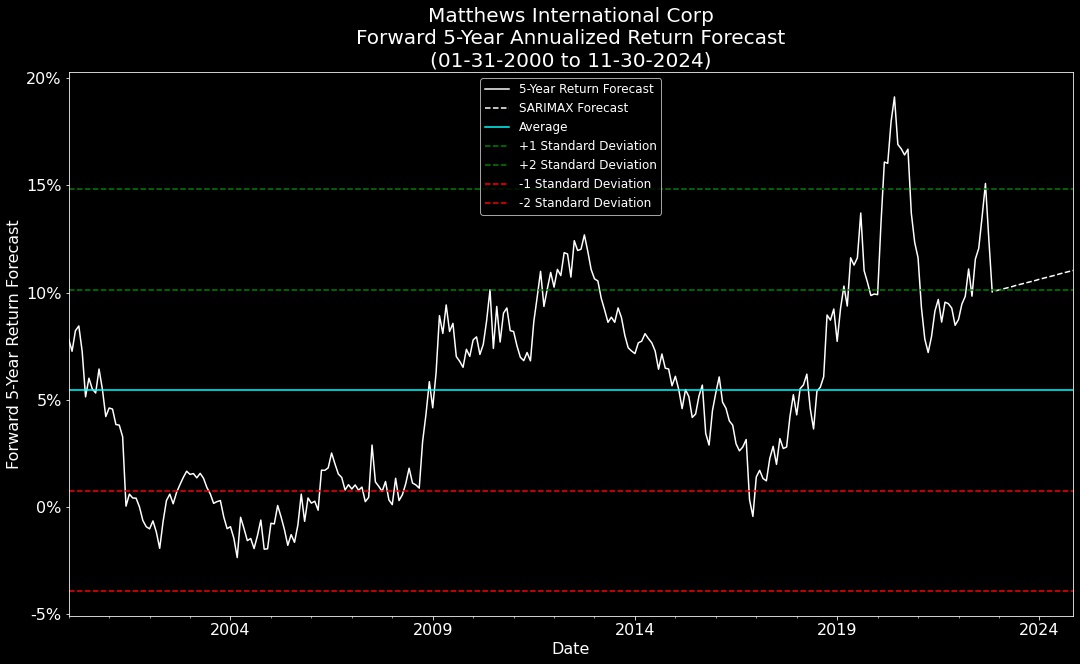 Matthews International Corp
Forward 5-Year Annualized Return Forecast
(01-31-2000 to 11-30-2024)
5-Year Return Forecast
SARIMAX Forecast
Average
+1 Standard Deviation
+2 Standard Deviation
-1 Standard Deviation
-2 Standard Deviation
Forward 5-Year Return Forecast
20%
15%
10%
5%
0%
-5%
2004 2009 2014 2019 2024
Date